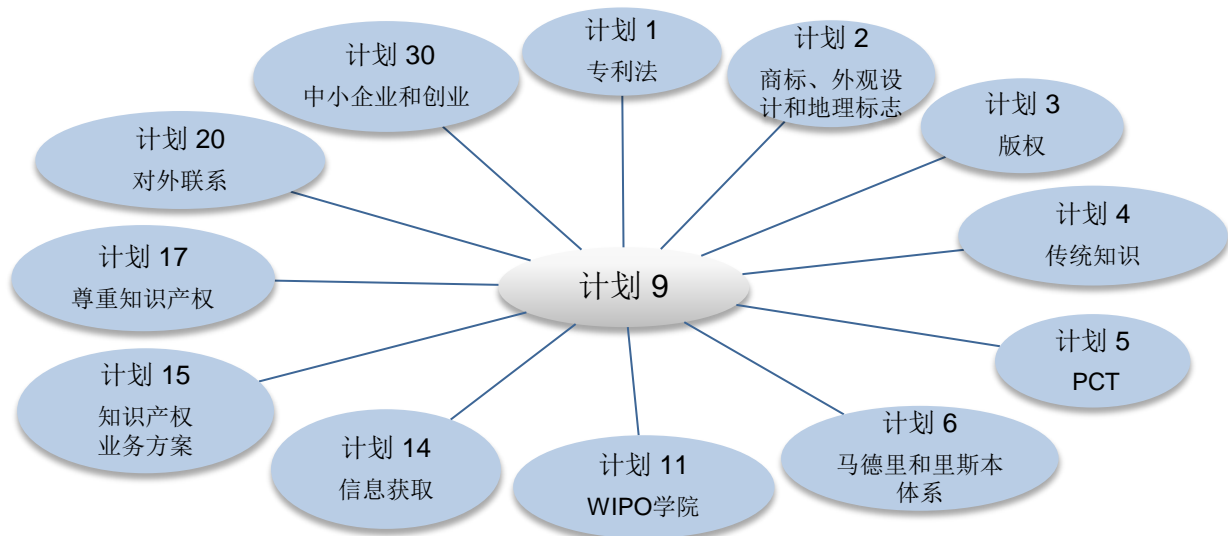 计划 1
专利法
计划 2
商标、外观设
计和地理标志
计划 3
版权
计划 4
传统知识
计划 5
PCT
计划 6
马德里和里斯本
体系
计划 11
WIPO学院
计划 14
信息获取
计划 15
知识产权
业务方案
计划 17
尊重知识产权
计划 20
对外联系
计划 30
中小企业和创业
计划 9